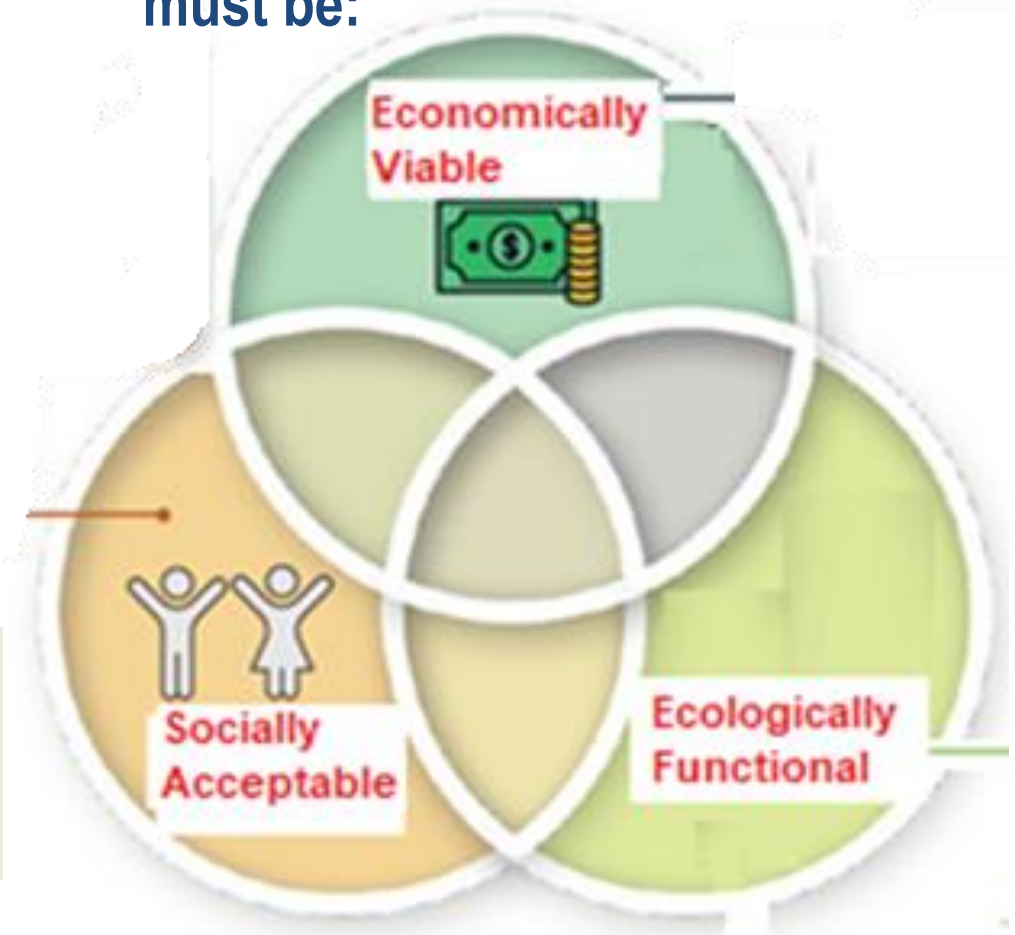 must be:
Economically
Viable
$
Socially
Acceptable
Ecologically
Functional